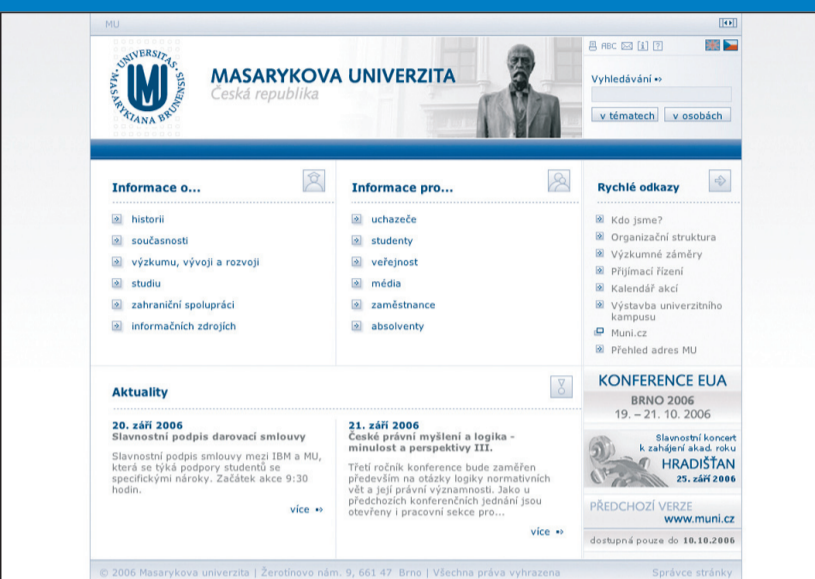 MU
UNIVERSITAS MASARYKIANA BRUNENSIS
MU
MASARYKOVA UNIVERZITA
Česká republika
ABC
Vyhledávání
v tématech
v osobách
Informace o...
historii
současnosti
výzkumu, vývoji a rozvoji
studiu
zahraniční spolupráci
informačních zdrojích
Informace pro...
uchazeče
studenty
veřejnost
média
zaměstnance
absolventy
Rychlé odkazy
Kdo jsme?
Organizační struktura
Výzkumné záměry
Přijímací řízení
Kalendář akcí
Výstavba univerzitního
kampusu
Muni.cz
Přehled adres MU
Aktuality
20. září 2006
Slavnostní podpis darovací smlouvy
Slavnostní podpis smlouvy mezi IBM a MU,
která se týká podpory studentů se
specifickými nároky. Začátek akce 9:30
hodin.
více
21. září 2006
České právní myšlení a logika -
minulost a perspektivy III.
Třetí ročník konference bude zaměřen
především na otázky logiky normativních
vět a její právní významnosti. Jako u
předchozích konferenčních jednání jsou
otevřeny i pracovní sekce pro...
více
KONFERENCE EUA
BRNO 2006
19. – 21. 10. 2006
Slavnostní koncert
k zahájení akad. roku
HRADIŠŤAN
25. září 2006
PŘEDCHOZÍ VERZE
www.muni.cz
dostupná pouze do 10.10.2006
© 2006 Masarykova univerzita | Žerotínovo nám. 9, 661 47 Brno | Všechna práva vyhrazena
Správce stránky